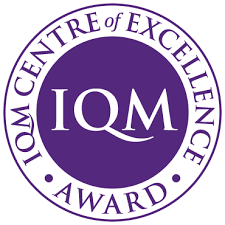 IQM CENTRE of EXCELLENCE
IQM
· AWARD ·